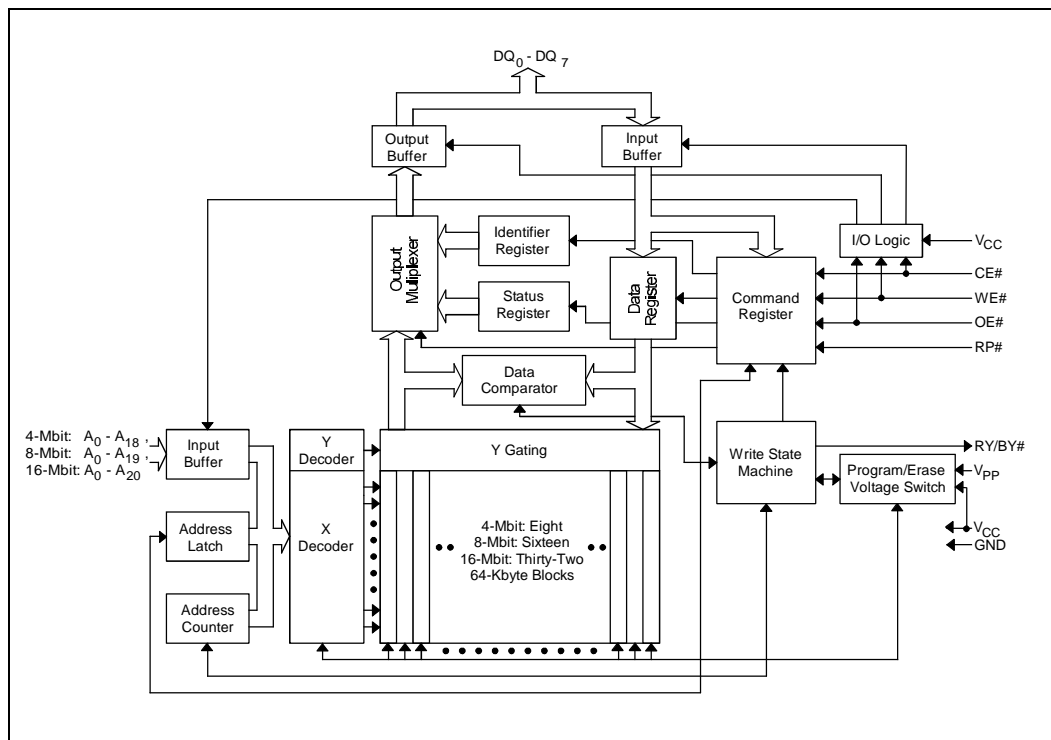 DQ0 - DQ7
Output
Buffer
Input
Buffer
Output
Muliplexer
Identifier
Register
Status
Register
Data
Register
Command
Register
I/O Logic
VCC
CE#
WE#
OE#
RP#
Data
Comparator
4-Mbit: A0 - A18 ,
8-Mbit: A0 - A19 ,
16-Mbit: A0 - A20
Input
Buffer
Y
Decoder
Y Gating
Write State
Machine
RY/BY#
Program/Erase
Voltage Switch
VPP
VCC
GND
Address
Latch
X
Decoder
4-Mbit: Eight
8-Mbit: Sixteen
16-Mbit: Thirty-Two
64-Kbyte Blocks
Address
Counter